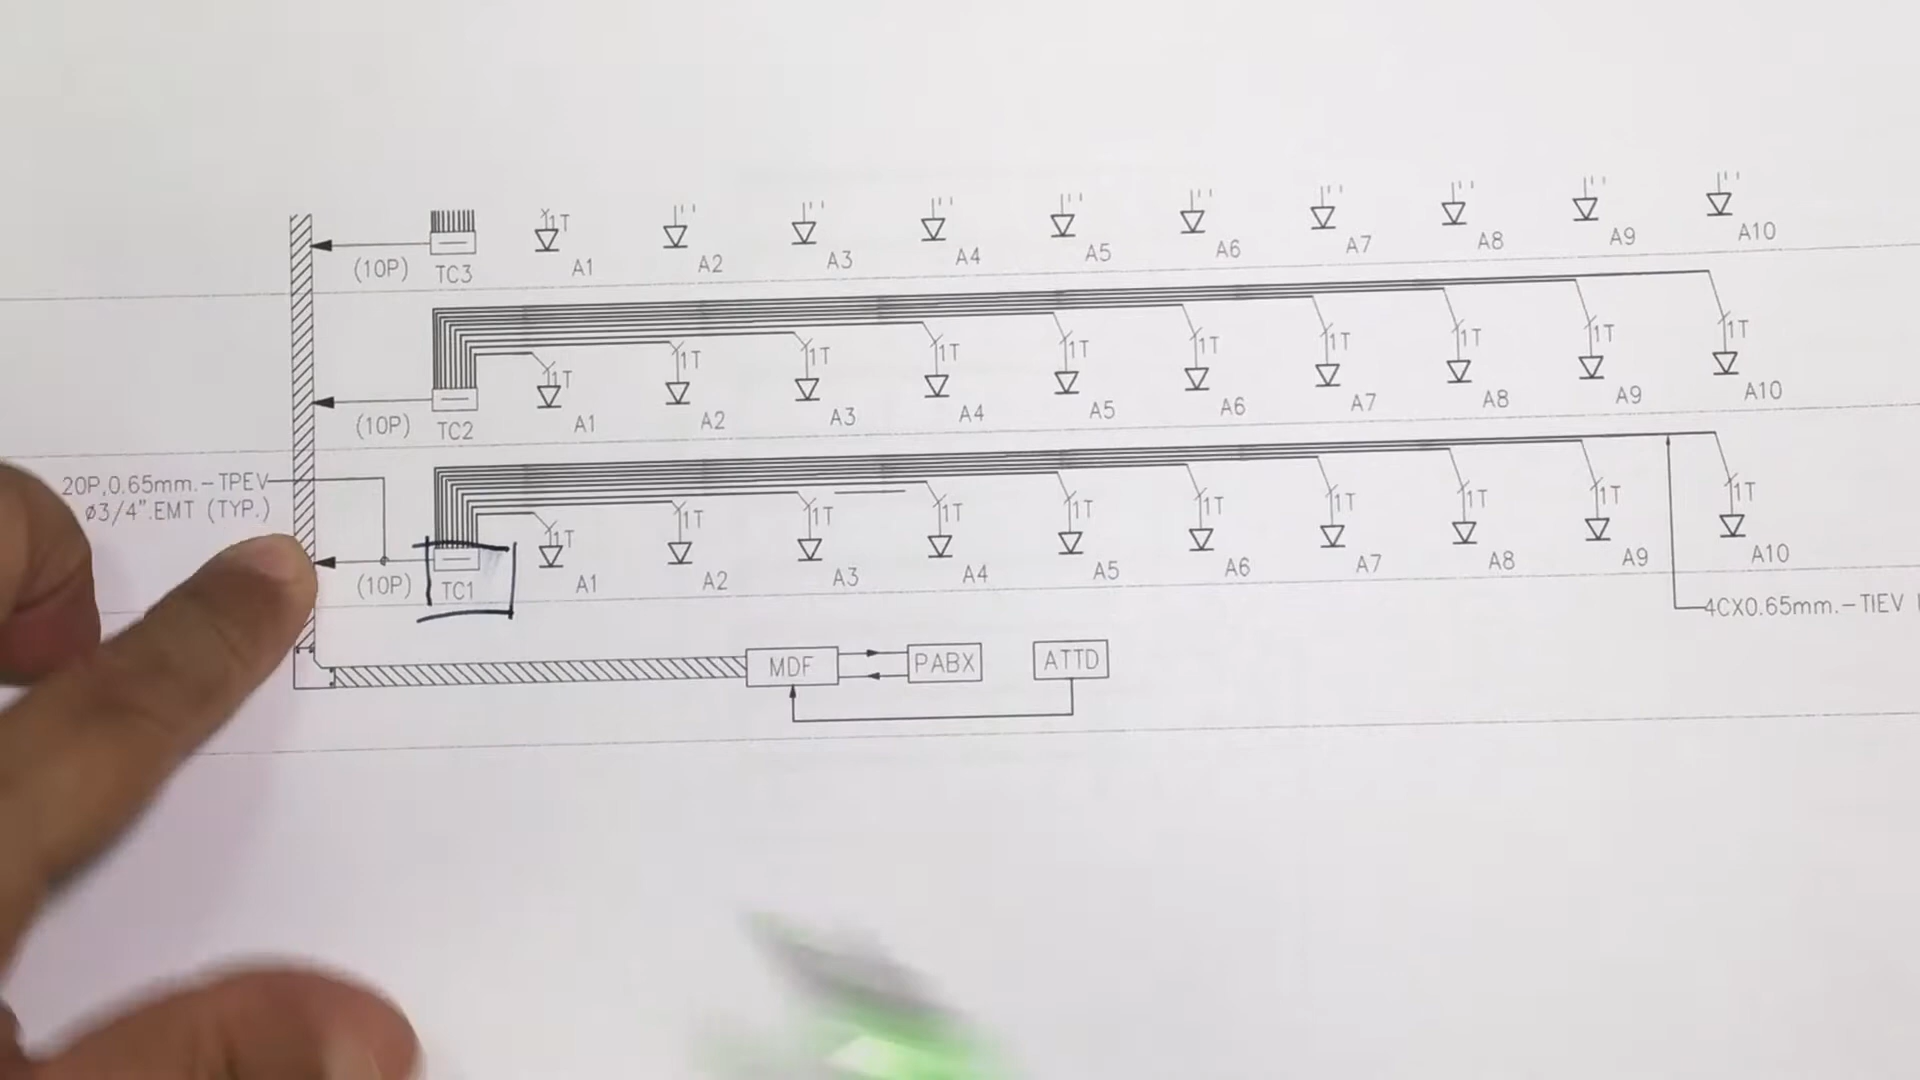 1T
A1 A2 A3 A4 A5 A6 A7 A8 A9 A10
(10P) TC3
1T 1T 1T 1T 1T 1T 1T 1T 1T 1T
A1 A2 A3 A4 A5 A6 A7 A8 A9 A10
(10P) TC2
20P,0.65mm.-TPEV
ø3/4".EMT (TYP.)
1T 1T 1T 1T 1T 1T 1T 1T 1T 1T
A1 A2 A3 A4 A5 A6 A7 A8 A9 A10
(10P) TC1
4CX0.65mm.-TIEV
MDF PABX ATTD